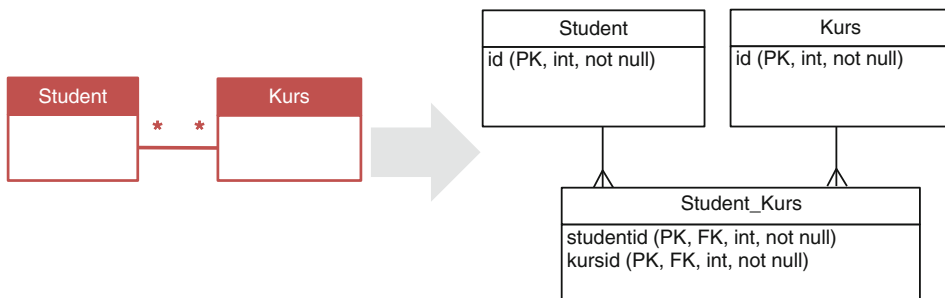 Student
Kurs
* *
Student
id (PK, int, not null)
Kurs
id (PK, int, not null)
Student_Kurs
studentid (PK, FK, int, not null)
kursid (PK, FK, int, not null)